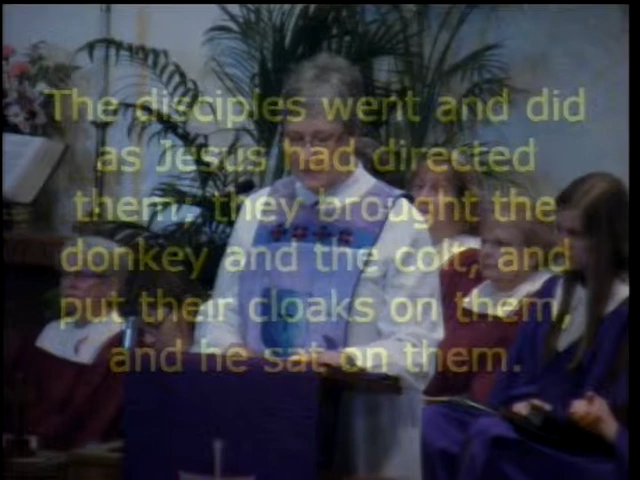 The disciples went and did
as Jesus had directed
them; they brought the
donkey and the colt, and
put their cloaks on them,
and he sat on them.